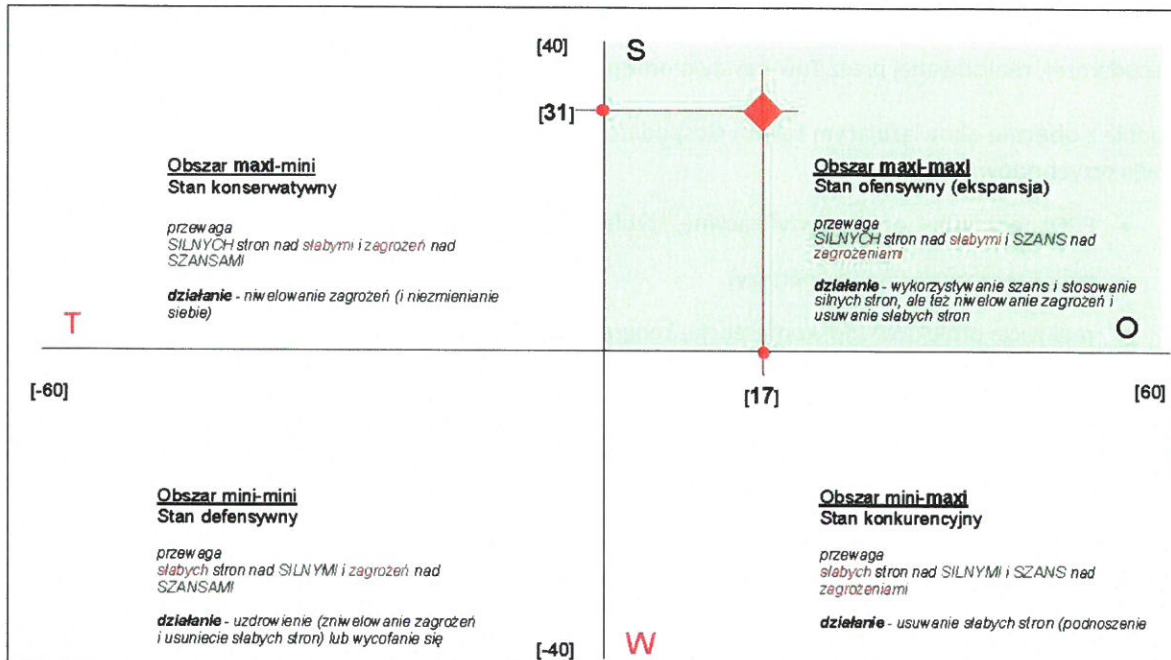 [40]
S
[31]
Obszar maxi-mini
Stan konserwatywny
przewaga
SILNYCH stron nad słabymi i zagrożeń nad
SZANSAMI
działanie - niwelowanie zagrożeń (i niezmienianie
siebie)
T
Obszar maxi-maxi
Stan ofensywny (ekspansja)
przewaga
SILNYCH stron nad słabymi i SZANS nad
zagrożeniami
działanie - wykorzystywanie szans i stosowanie
silnych stron, ale też niwelowanie zagrożeń i
usuwanie słabych stron
O
[-60]
[17]
[60]
Obszar mini-mini
Stan defensywny
przewaga
słabych stron nad SILNYMI i zagrożeń nad
SZANSAMI
działanie - uzdrowienie (zniwelowanie zagrożeń
i usuniecie słabych stron) lub wycofanie się
Obszar mini-maxi
Stan konkurencyjny
przewaga
słabych stron nad SILNYMI i SZANS nad
zagrożeniami
działanie - usuwanie słabych stron (podnoszenie
[-40]
W